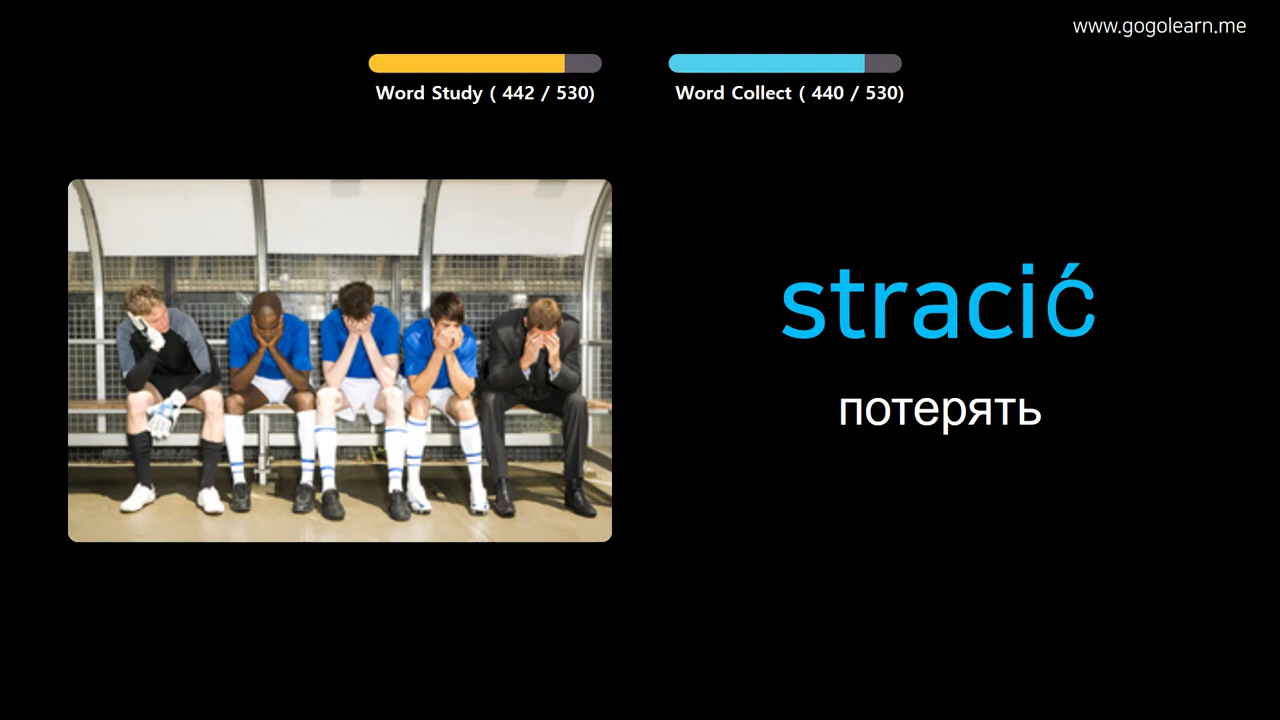 www.gogolearn.me
Word Study ( 442 / 530)
Word Collect ( 440 / 530)
stracić
потерять